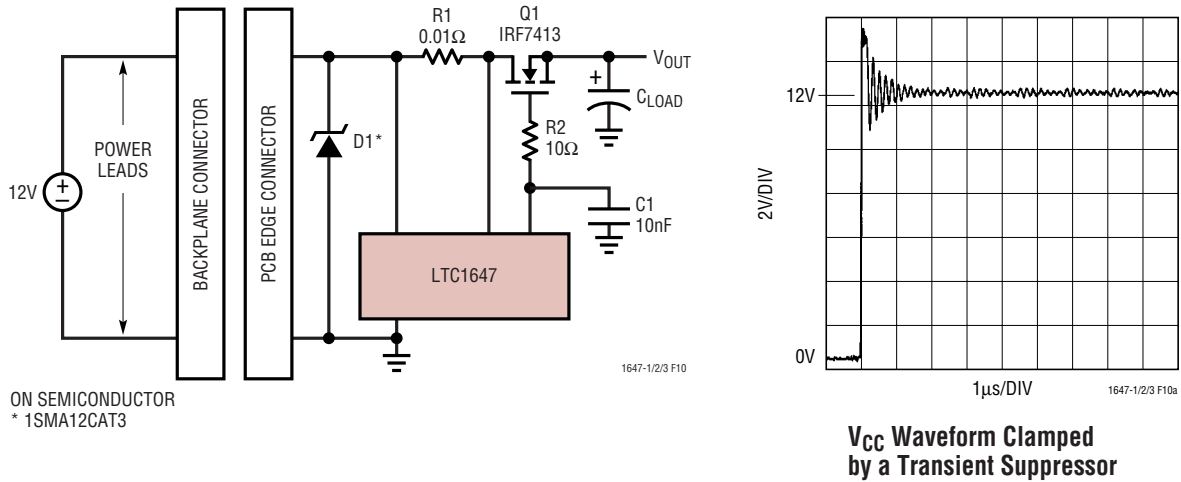 R1
0.01Ω
Q1
IRF7413
VOUT
+
CLOAD
R2
10Ω
C1
10nF
D1*
LTC1647
12V
+
−
POWER
LEADS
BACKPLANE CONNECTOR
PCB EDGE CONNECTOR
1647-1/2/3 F10
ON SEMICONDUCTOR
* 1SMA12CAT3
12V
0V
2V/DIV
1µs/DIV
1647-1/2/3 F10a
VCC Waveform Clamped
by a Transient Suppressor